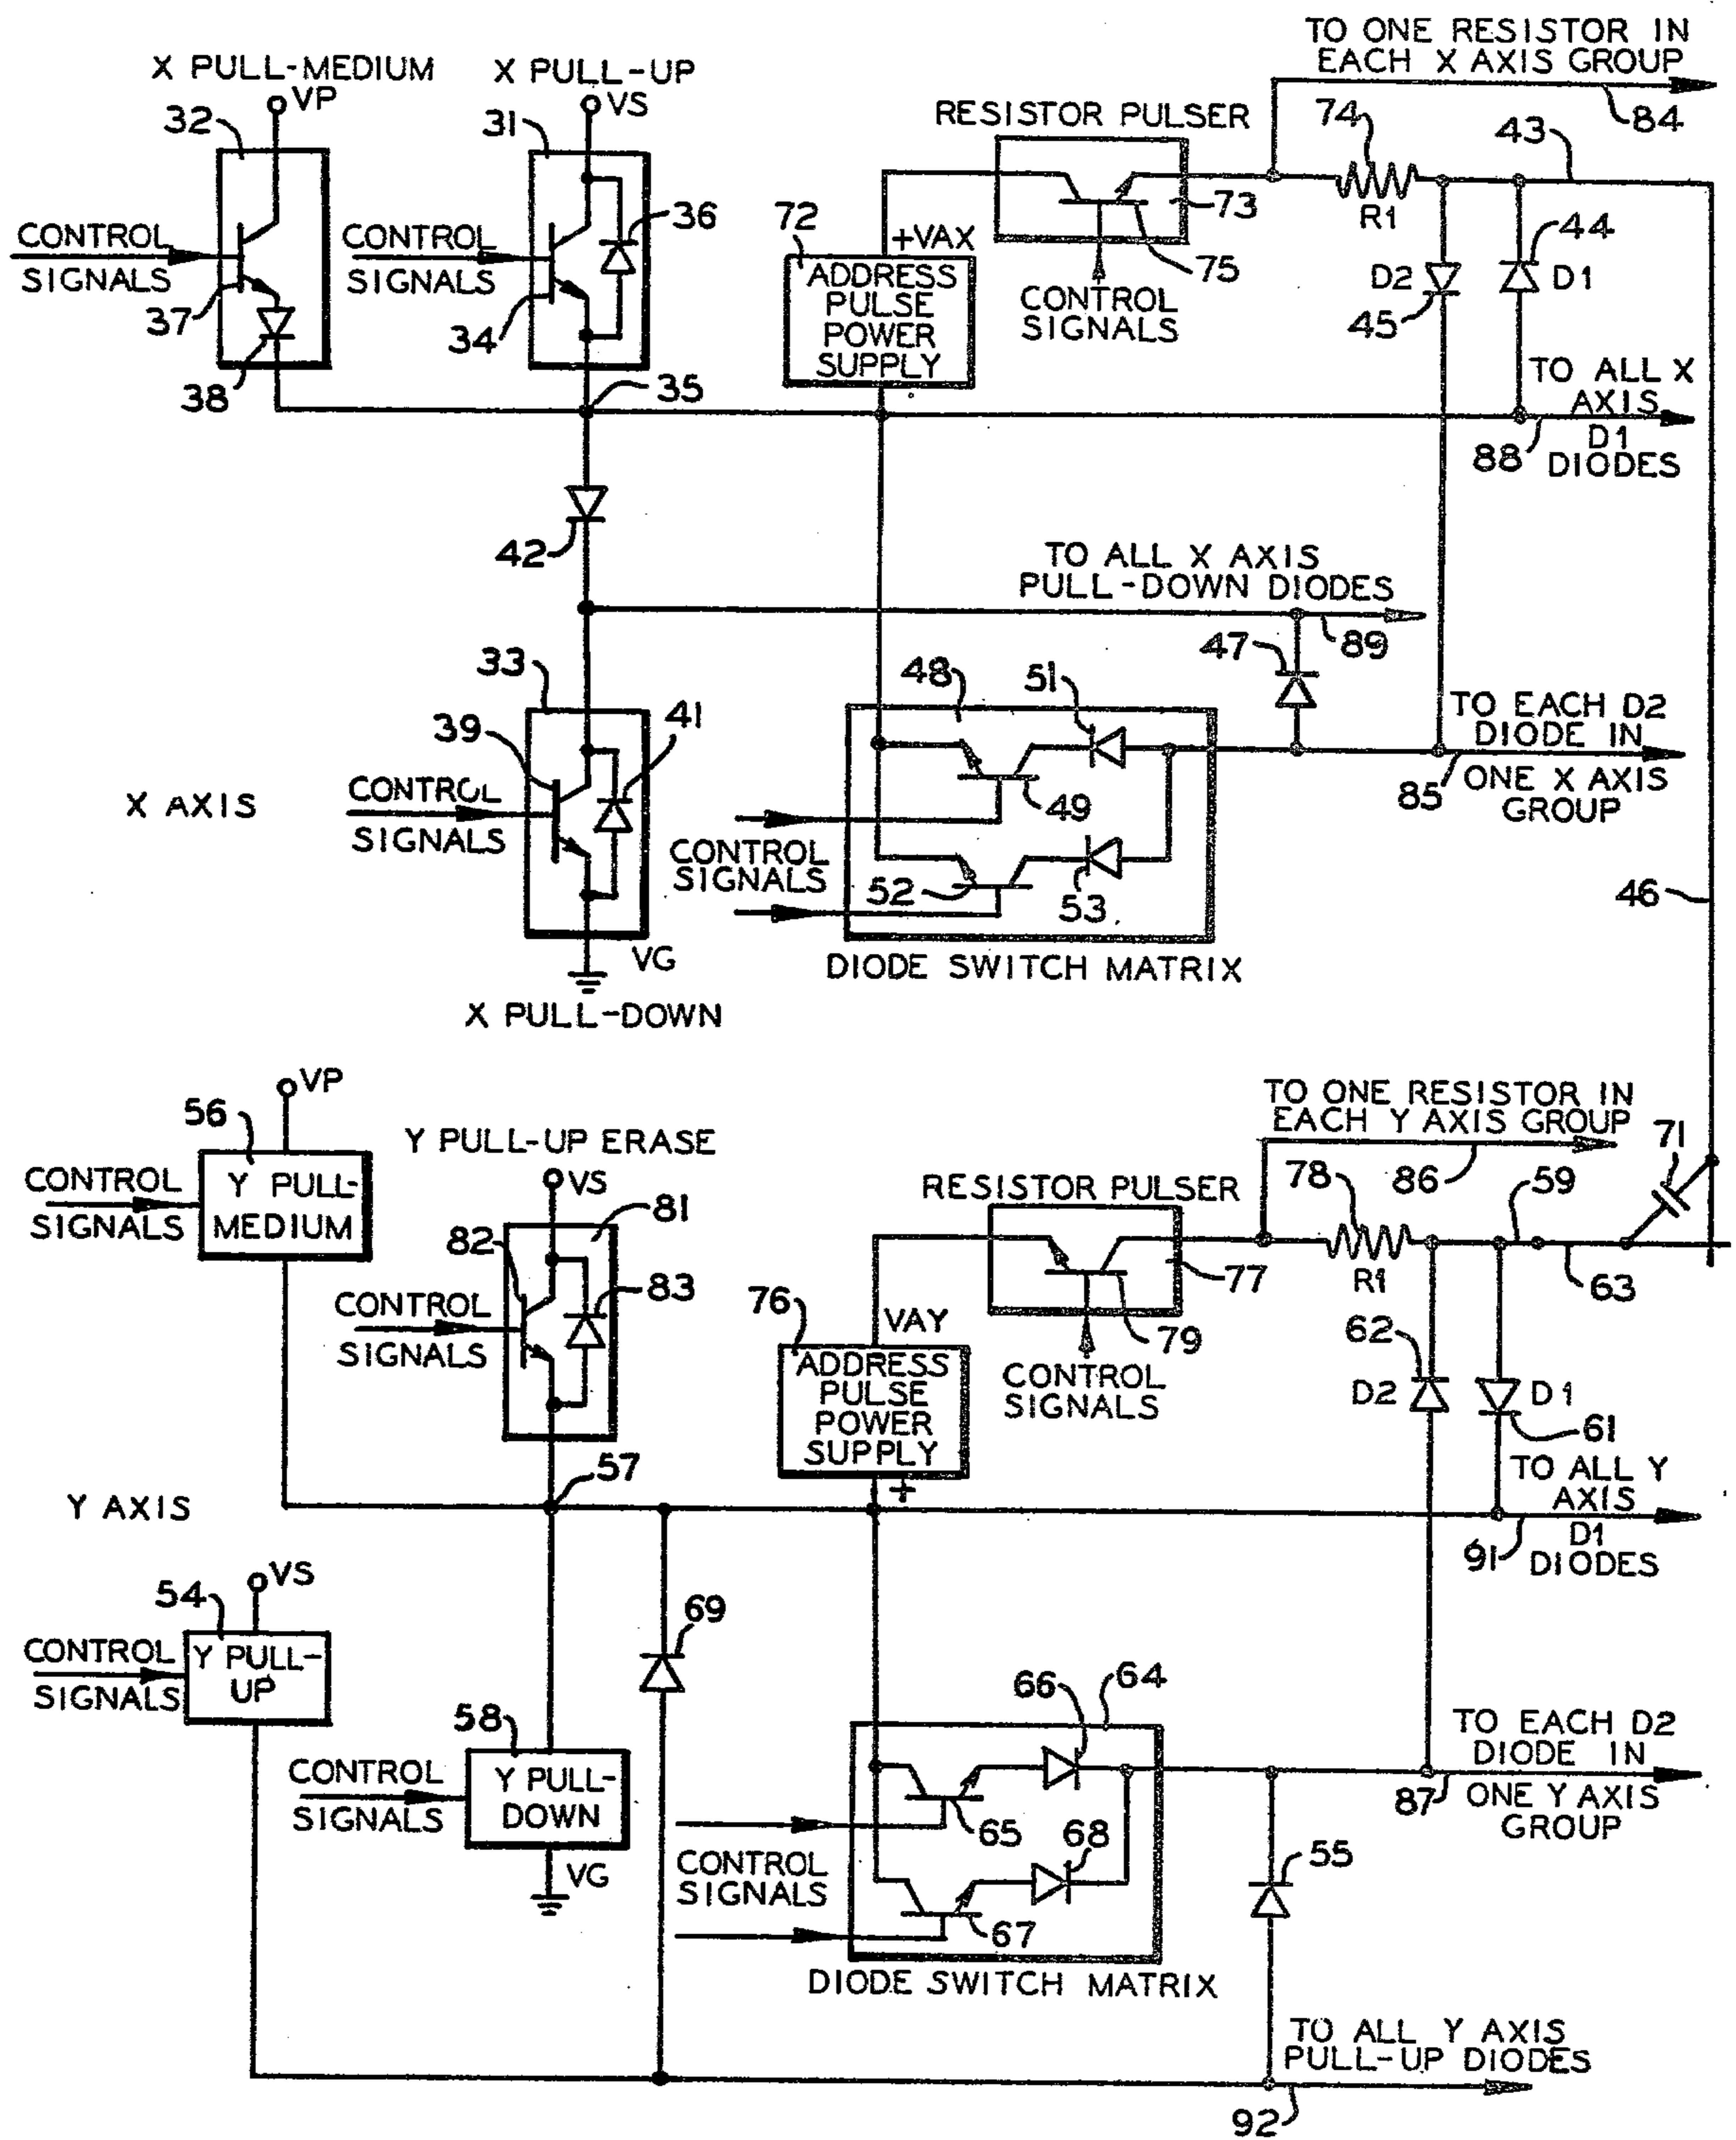 TO ONE RESISTOR IN
EACH X AXIS GROUP
84
X PULL-MEDIUM
VP
32
X PULL-UP
VS
31
RESISTOR PULSER
74
43
CONTROL
SIGNALS
37
38
CONTROL
SIGNALS
34
36
35
72
+VAX
ADDRESS
PULSE
POWER
SUPPLY
73
75
CONTROL
SIGNALS
R1
D2
45
44
D1
TO ALL X
AXIS
D1
DIODES
88
42
TO ALL X AXIS
PULL-DOWN DIODES
89
47
33
39
41
48
51
TO EACH D2
DIODE IN
ONE X AXIS
GROUP
85
X AXIS
CONTROL
SIGNALS
49
CONTROL
SIGNALS
52
53
46
VG
X PULL-DOWN
DIODE SWITCH MATRIX
VP
56
CONTROL
SIGNALS
Y PULL-
MEDIUM
Y PULL-UP ERASE
VS
81
82
83
CONTROL
SIGNALS
TO ONE RESISTOR IN
EACH Y AXIS GROUP
71
RESISTOR PULSER
78
86
59
77
R1
63
76
VAY
79
62
ADDRESS
PULSE
POWER
SUPPLY
+
CONTROL
SIGNALS
D2
D1
61
57
Y AXIS
TO ALL Y
AXIS
D1
DIODES
91
VS
54
CONTROL
SIGNALS
Y PULL-
UP
69
58
CONTROL
SIGNALS
Y PULL-
DOWN
VG
66
64
TO EACH D2
DIODE IN
ONE Y AXIS
GROUP
87
65
68
CONTROL
SIGNALS
67
55
DIODE SWITCH MATRIX
TO ALL Y AXIS
PULL-UP DIODES
92